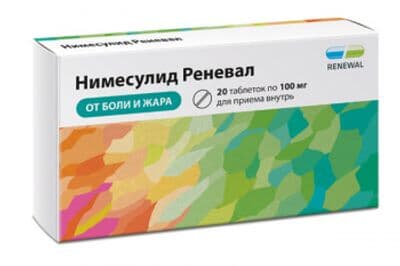 RENEWAL
Нимесулид Реневал
ОТ БОЛИ И ЖАРА
20 таблеток по 100 мг
для приема внутрь